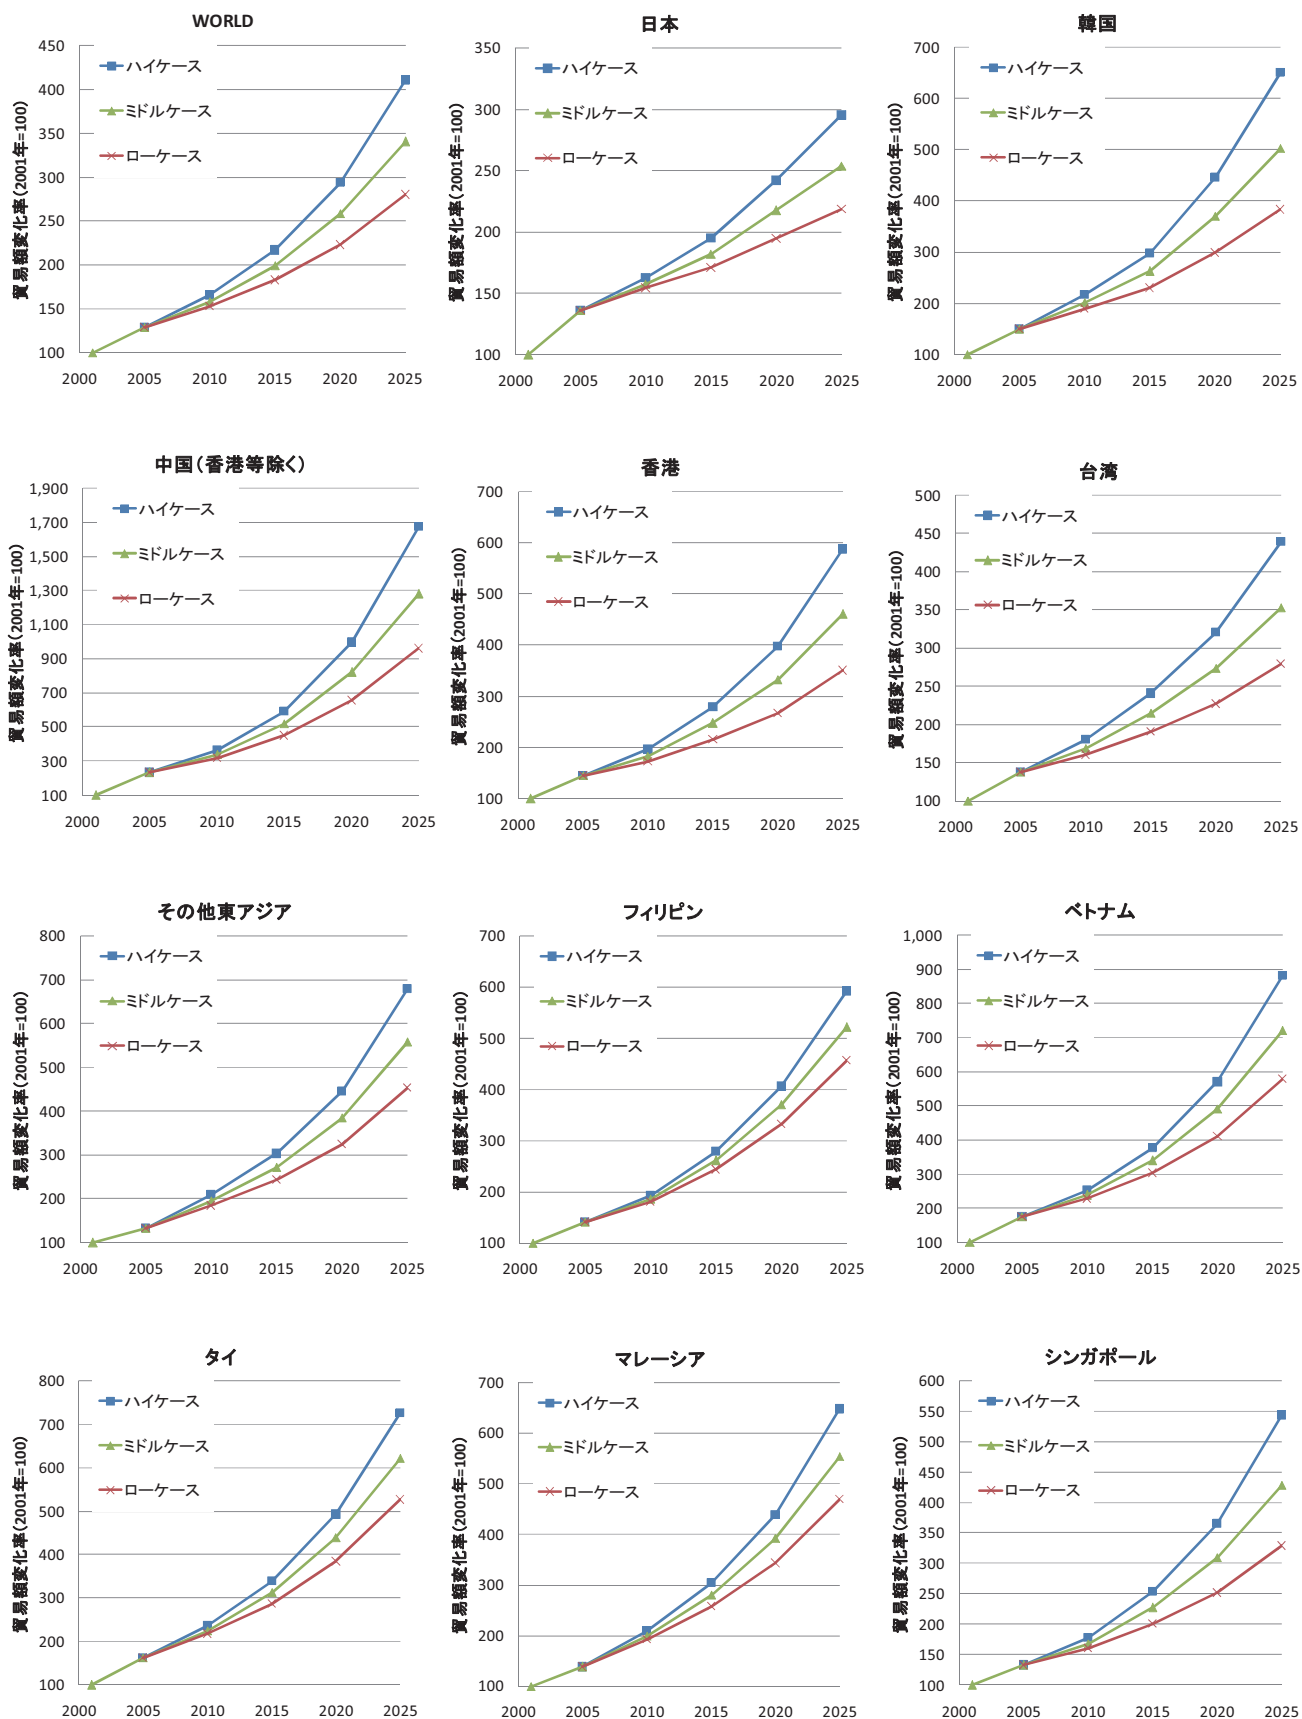 WORLD
貿易額変化率(2001年=100)
450
400
350
300
250
200
150
100
2000 2005 2010 2015 2020 2025
ハイケース
ミドルケース
ローケース
日本
貿易額変化率(2001年=100)
350
300
250
200
150
100
2000 2005 2010 2015 2020 2025
ハイケース
ミドルケース
ローケース
韓国
貿易額変化率(2001年=100)
700
600
500
400
300
200
100
2000 2005 2010 2015 2020 2025
ハイケース
ミドルケース
ローケース
中国(香港等除く)
貿易額変化率(2001年=100)
1,900
1,700
1,500
1,300
1,100
900
700
500
300
100
2000 2005 2010 2015 2020 2025
ハイケース
ミドルケース
ローケース
香港
貿易額変化率(2001年=100)
700
600
500
400
300
200
100
2000 2005 2010 2015 2020 2025
ハイケース
ミドルケース
ローケース
台湾
貿易額変化率(2001年=100)
500
450
400
350
300
250
200
150
100
2000 2005 2010 2015 2020 2025
ハイケース
ミドルケース
ローケース
その他東アジア
貿易額変化率(2001年=100)
800
700
600
500
400
300
200
100
2000 2005 2010 2015 2020 2025
ハイケース
ミドルケース
ローケース
フィリピン
貿易額変化率(2001年=100)
700
600
500
400
300
200
100
2000 2005 2010 2015 2020 2025
ハイケース
ミドルケース
ローケース
ベトナム
貿易額変化率(2001年=100)
1,000
900
800
700
600
500
400
300
200
100
2000 2005 2010 2015 2020 2025
ハイケース
ミドルケース
ローケース
タイ
貿易額変化率(2001年=100)
800
700
600
500
400
300
200
100
2000 2005 2010 2015 2020 2025
ハイケース
ミドルケース
ローケース
マレーシア
貿易額変化率(2001年=100)
700
600
500
400
300
200
100
2000 2005 2010 2015 2020 2025
ハイケース
ミドルケース
ローケース
シンガポール
貿易額変化率(2001年=100)
600
550
500
450
400
350
300
250
200
150
100
2000 2005 2010 2015 2020 2025
ハイケース
ミドルケース
ローケース